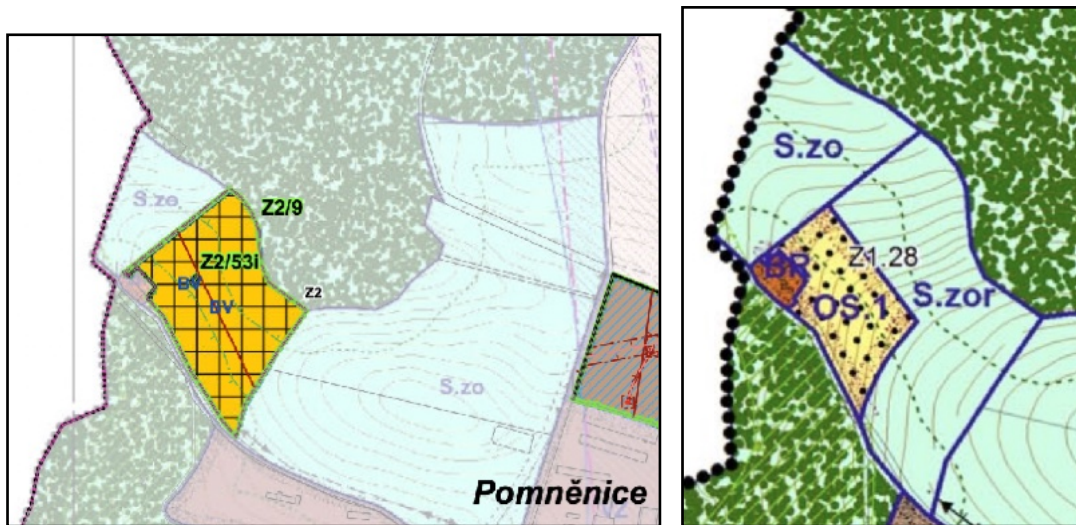 S.zo
Z2/9
Z2/53i
BV
BV
Z2
S.zo
Pomněnice
S.zo
Z1.28
BR
OS.1
S.zor